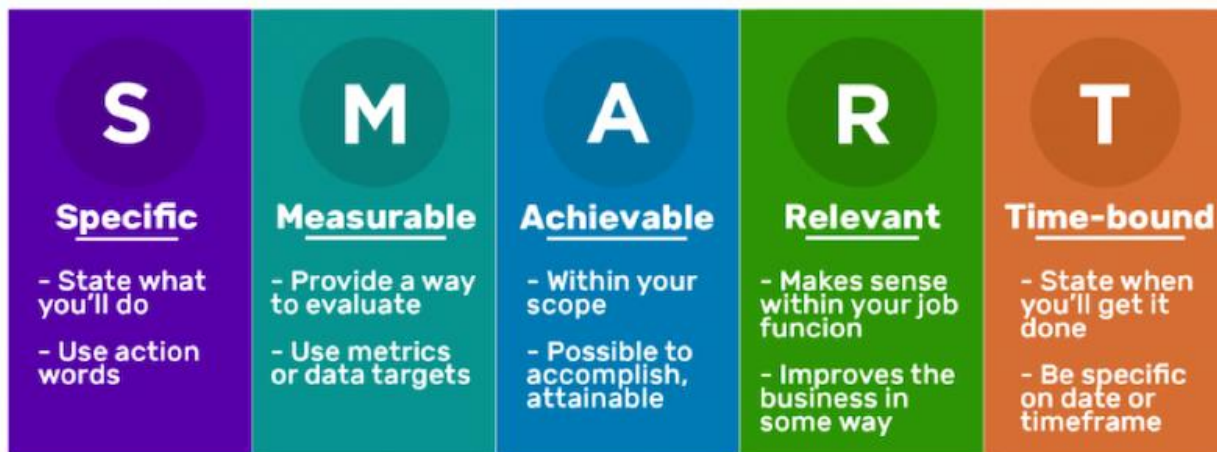 S
Specific
- State what
you'll do
- Use action
words
M
Measurable
- Provide a way
to evaluate
- Use metrics
or data targets
A
Achievable
- Within your
scope
- Possible to
accomplish,
attainable
R
Relevant
- Makes sense
within your job
funcion
- Improves the
business in
some way
T
Time-bound
- State when
you'll get it
done
- Be specific
on date or
timeframe